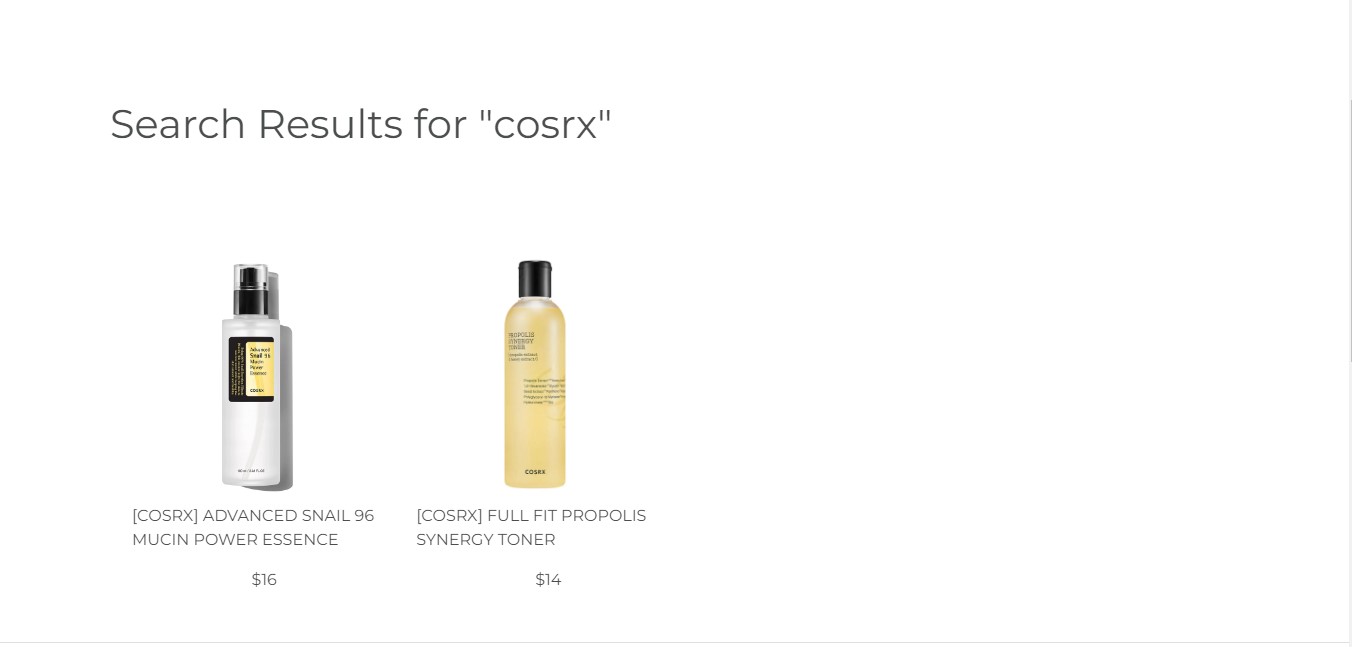 Search Results for "cosrx"
Advanced
Snail 96
Mucin
Power
Essence
COSRX
PROPOLIS
SYNERGY
TONER
COSRX
[COSRX] ADVANCED SNAIL 96
MUCIN POWER ESSENCE
$16
[COSRX] FULL FIT PROPOLIS
SYNERGY TONER
$14